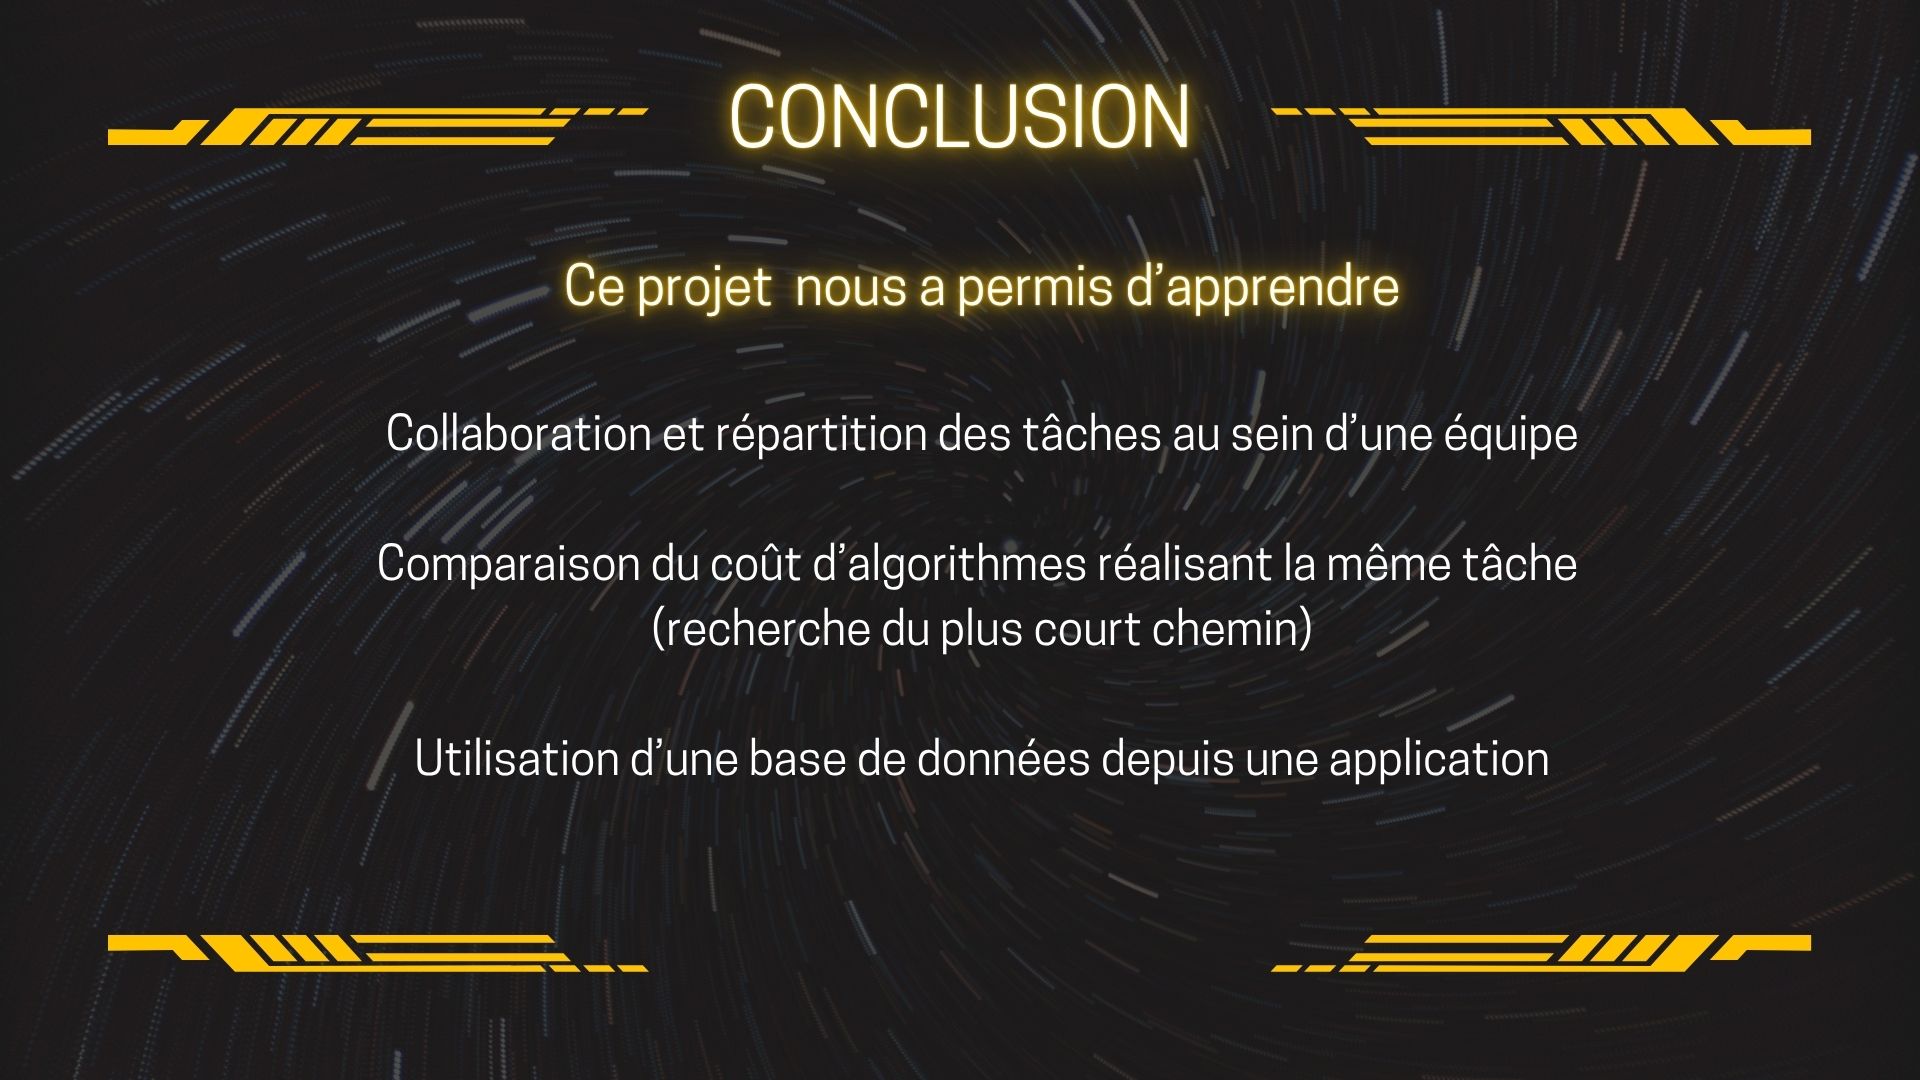 CONCLUSION
Ce projet  nous a permis d’apprendre
Collaboration et répartition des tâches au sein d’une équipe
Comparaison du coût d’algorithmes réalisant la même tâche
(recherche du plus court chemin)
Utilisation d’une base de données depuis une application